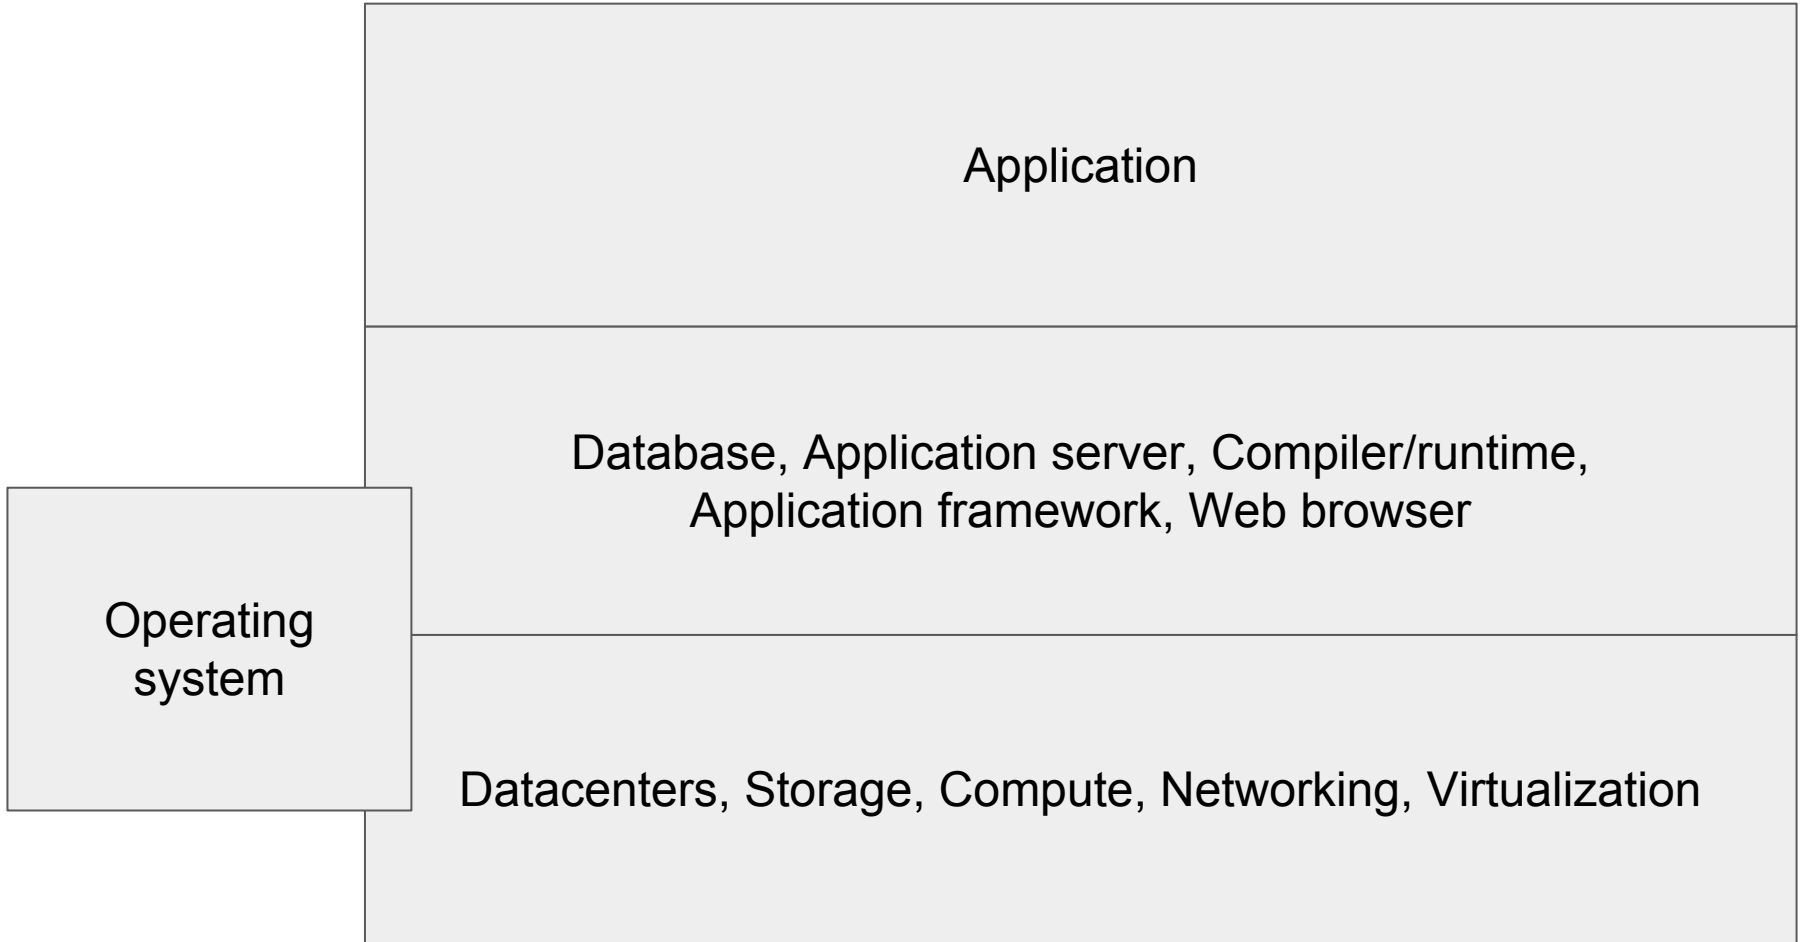 Application
Database, Application server, Compiler/runtime,
Application framework, Web browser
Operating
system
Datacenters, Storage, Compute, Networking, Virtualization